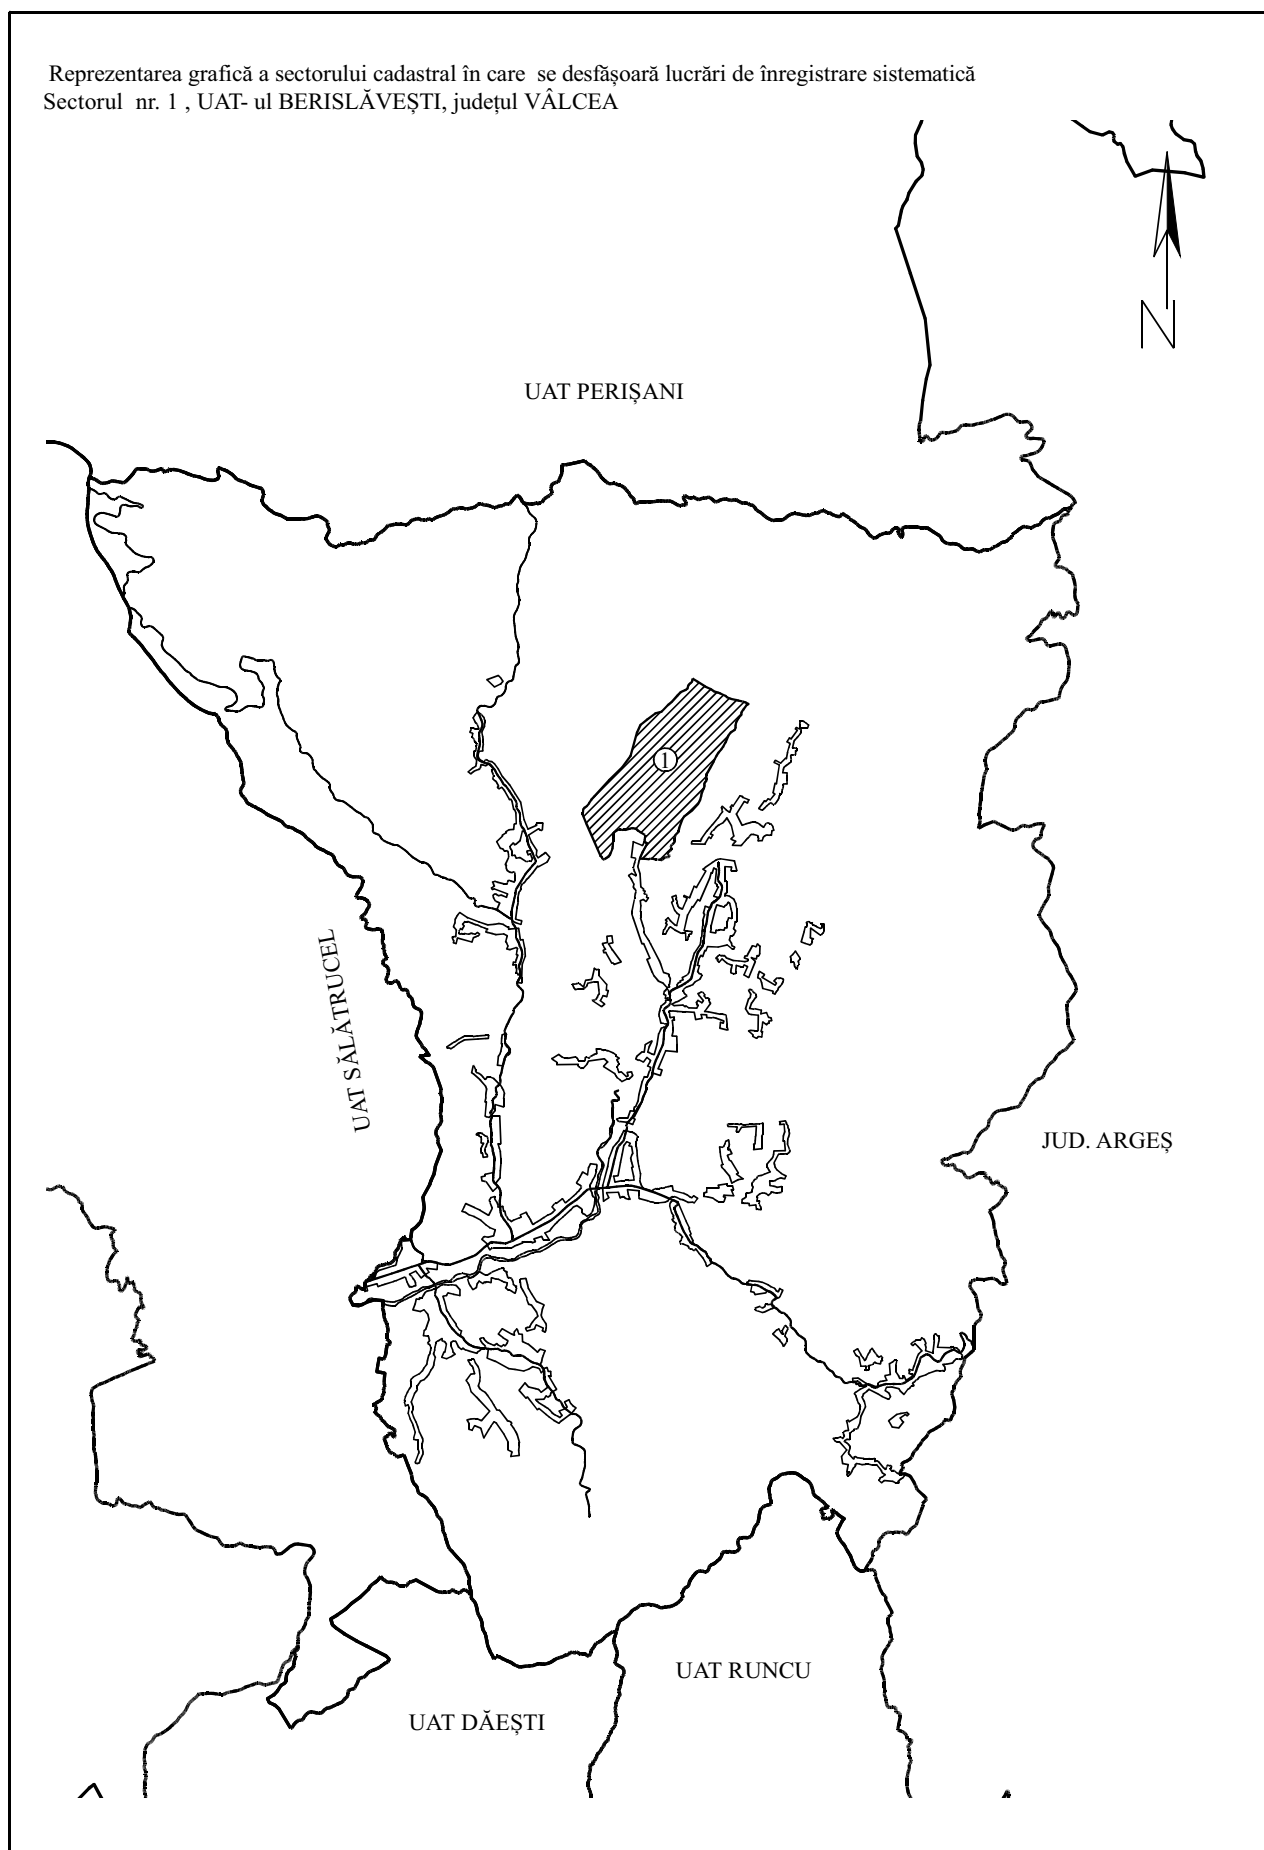 Reprezentarea grafică a sectorului cadastral în care se desfășoară lucrări de înregistrare sistematică
Sectorul nr. 1 , UAT- ul BERISLĂVEȘTI, județul VÂLCEA
N
UAT PERIȘANI
1
UAT SĂLĂTRUCEL
JUD. ARGEȘ
UAT RUNCU
UAT DĂEȘTI